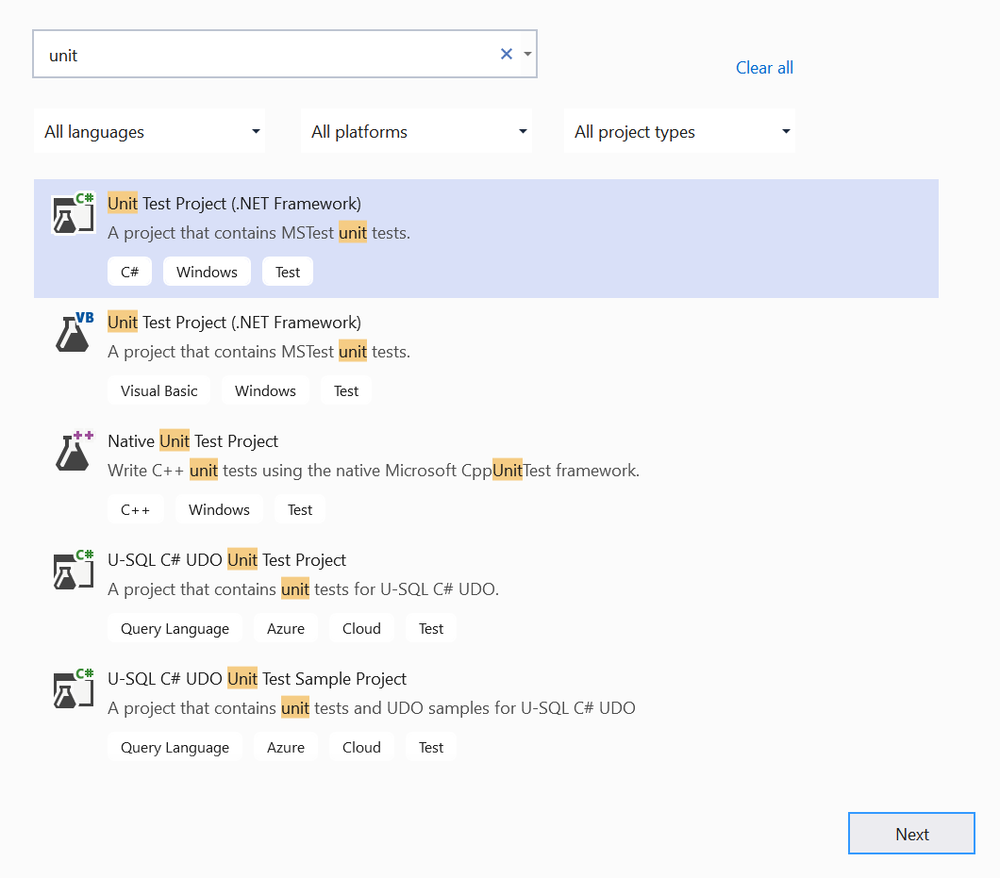 unit
Clear all
All languages All platforms All project types
C#
Unit Test Project (.NET Framework)
A project that contains MSTest unit tests.
C# Windows Test
VB
Unit Test Project (.NET Framework)
A project that contains MSTest unit tests.
Visual Basic Windows Test
++
Native Unit Test Project
Write C++ unit tests using the native Microsoft CppUnitTest framework.
C++ Windows Test
C#
U-SQL C# UDO Unit Test Project
A project that contains unit tests for U-SQL C# UDO.
Query Language Azure Cloud Test
C#
U-SQL C# UDO Unit Test Sample Project
A project that contains unit tests and UDO samples for U-SQL C# UDO
Query Language Azure Cloud Test
Next